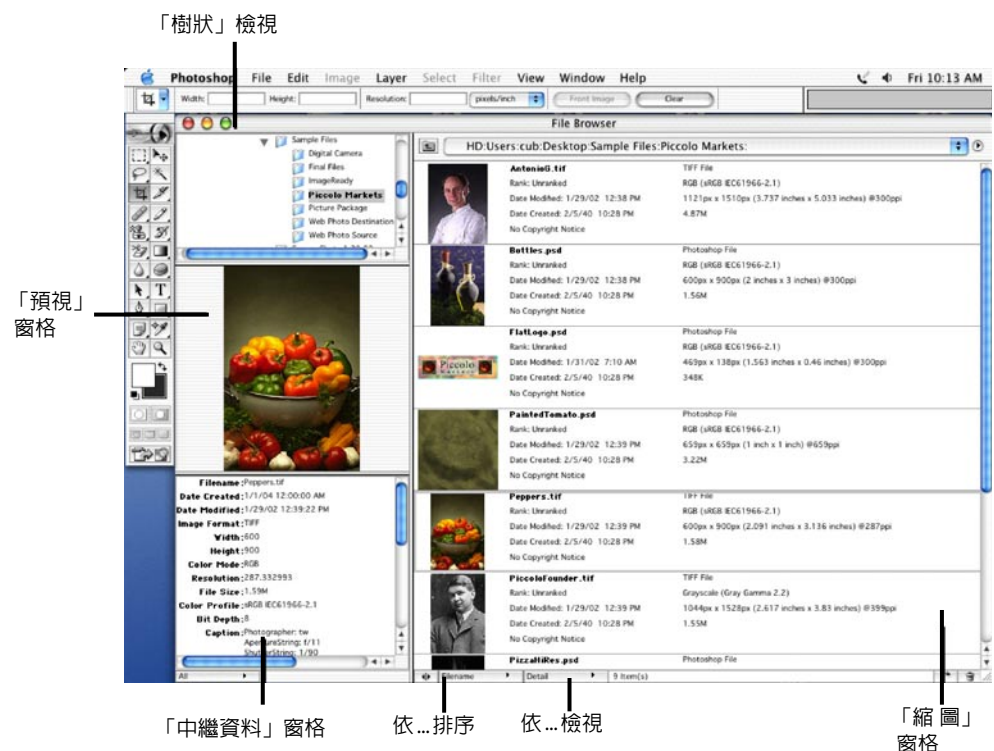 「樹狀」檢視
Photoshop File Edit Image Layer Select Filter View Window Help Fri 10:13 AM
Width: Height: Resolution: pixels/inch Front Image Clear
File Browser
HD:Users:cub:Desktop:Sample Files:Piccolo Markets:
Sample Files
Digital Camera
Final Files
ImageReady
Piccolo Markets
Picture Package
Web Photo Destination
Web Photo Source
「預視」
窗格
Filename:Peppers.tif
Date Created:1/1/04 12:00:00 AM
Date Modified:1/29/02 12:39:22 PM
Image Format:TIFF
Width:600
Height:900
Color Mode:RGB
Resolution:287.332993
File Size:1.59M
Color Profile:sRGB IEC61966-2.1
Bit Depth:8
Caption:Photographer: tw
ApertureString: f/11
ShutterString: 1/90
All
AntonioG.tif TIFF File
Rank: Unranked RGB (sRGB IEC61966-2.1)
Date Modified: 1/29/02 12:38 PM 1121px x 1510px (3.737 inches x 5.033 inches) @300ppi
Date Created: 2/5/40 10:28 PM 4.87M
No Copyright Notice
Bottles.psd Photoshop File
Rank: Unranked RGB (sRGB IEC61966-2.1)
Date Modified: 1/29/02 12:38 PM 600px x 900px (2 inches x 3 inches) @300ppi
Date Created: 2/5/40 10:28 PM 1.56M
No Copyright Notice
Piccolo
FlatLogo.psd Photoshop File
Rank: Unranked RGB (sRGB IEC61966-2.1)
Date Modified: 1/31/02 7:10 AM 469px x 138px (1.563 inches x 0.46 inches) @300ppi
Date Created: 2/5/40 10:28 PM 348K
No Copyright Notice
PaintedTomato.psd Photoshop File
Rank: Unranked RGB (sRGB IEC61966-2.1)
Date Modified: 1/29/02 12:39 PM 659px x 659px (1 inch x 1 inch) @659ppi
Date Created: 2/5/40 10:28 PM 3.22M
No Copyright Notice
Peppers.tif TIFF File
Rank: Unranked RGB (sRGB IEC61966-2.1)
Date Modified: 1/29/02 12:39 PM 600px x 900px (2.091 inches x 3.136 inches) @287ppi
Date Created: 2/5/40 10:28 PM 1.58M
No Copyright Notice
PiccoloFounder.tif TIFF File
Rank: Unranked Grayscale (Gray Gamma 2.2)
Date Modified: 1/29/02 12:39 PM 1044px x 1528px (2.617 inches x 3.83 inches) @399ppi
Date Created: 2/5/40 10:28 PM 1.55M
No Copyright Notice
PizzaHiRes.psd Photoshop File
Filename Detail 9 Item(s)
「中繼資料」窗格
依...排序
依...檢視
「縮 圖」
窗格